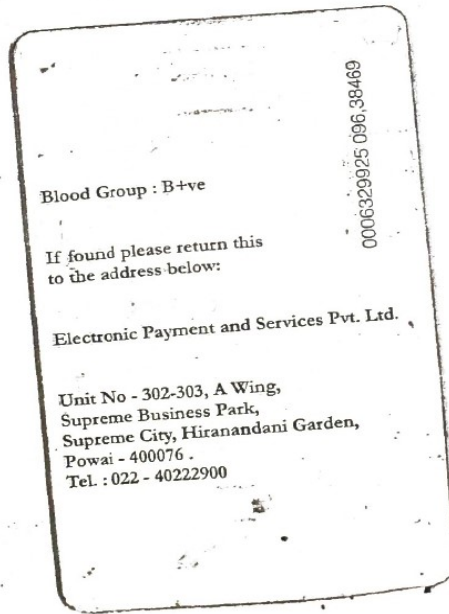 0006329925 096,38469
Blood Group : B+ve
If found please return this
to the address below:
Electronic Payment and Services Pvt. Ltd.
Unit No - 302-303, A Wing,
Supreme Business Park,
Supreme City, Hiranandani Garden,
Powai - 400076 .
Tel. : 022 - 40222900